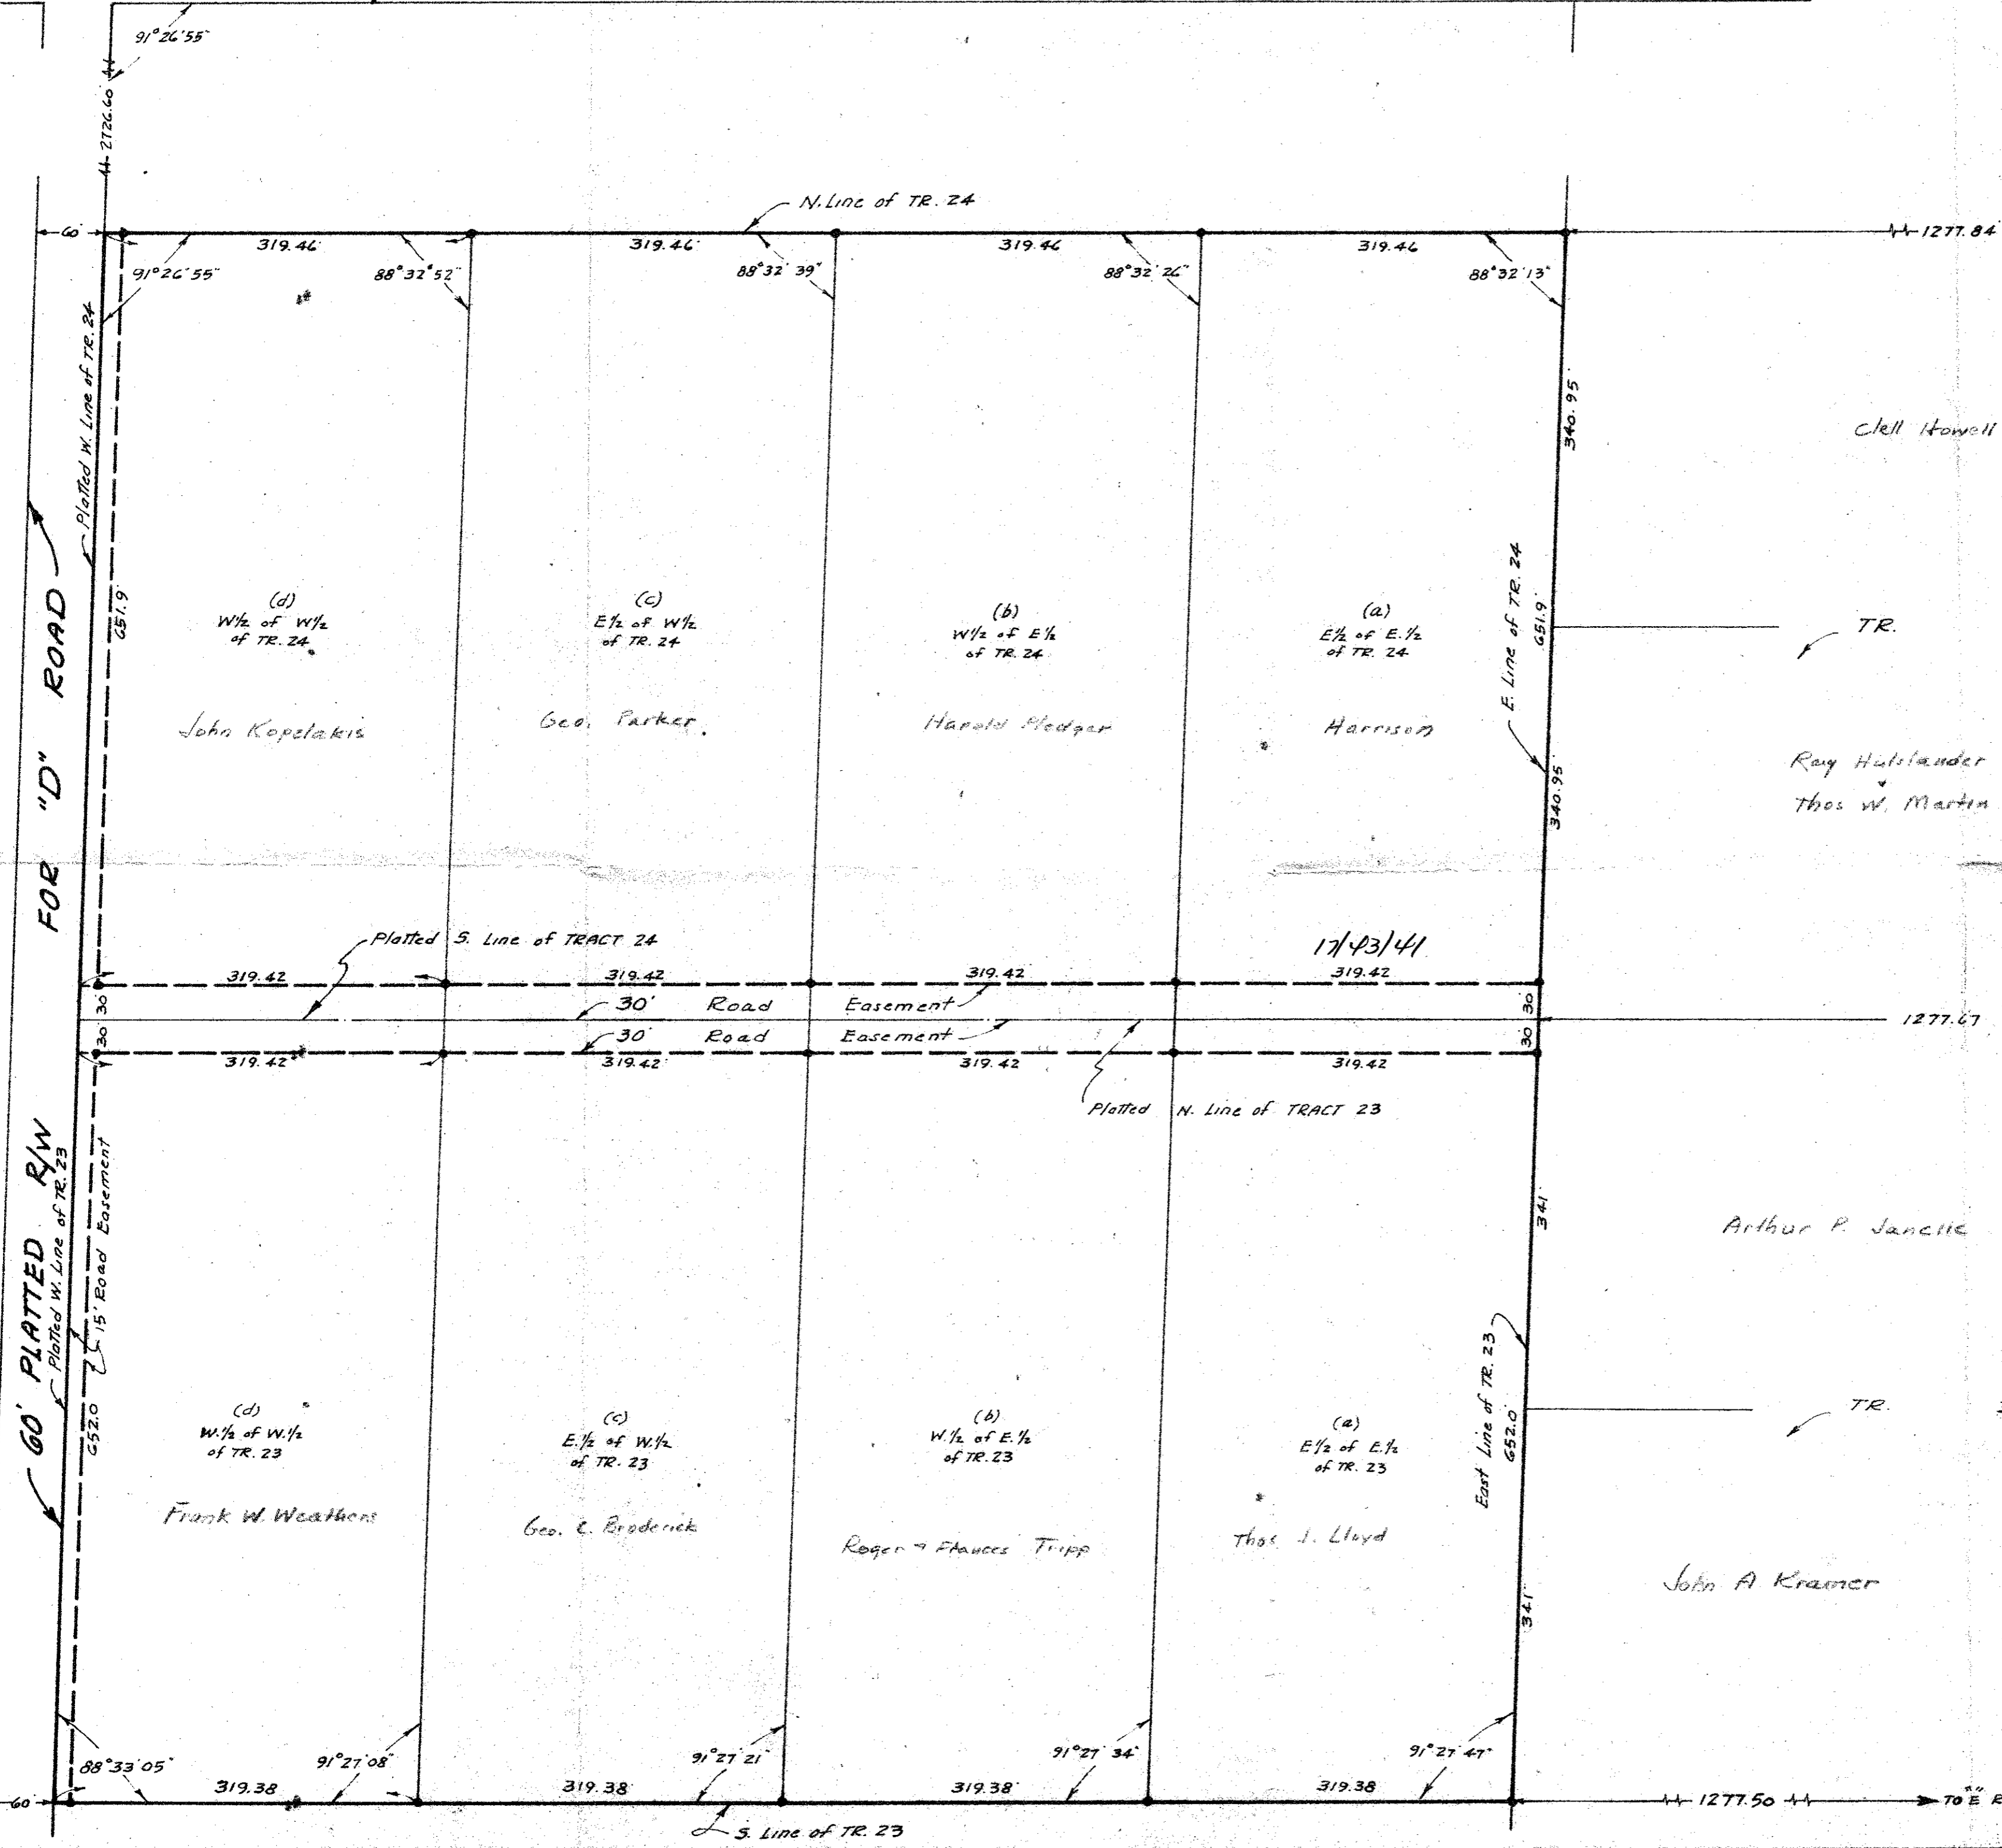 91°26'55"
2726.60
N. Line of TR. 24
60'
319.46'
319.46'
319.46
319.46
1277.84'
91°26'55"
88°32'52"
88°32'39"
88°32'26"
88°32'13"
Platted W. Line of TR. 24
340.95'
Clell Howell
651.9'
(d)
W½ of W½
of TR. 24
John Kopelakis
(c)
E½ of W½
of TR. 24
Geo. Parker
(b)
W½ of E½
of TR. 24
Harold Pledger
(a)
E½ of E.½
of TR. 24
Harrison
E. Line of TR. 24
651.9'
340.95'
TR.
Ray Hulslander
Thos W. Martin
FOR "D" ROAD
Platted S. Line of TRACT 24
17/43/41
319.42
319.42
319.42
319.42
30' 30'
30' Road Easement
30' Road Easement
30' 30'
1277.67
319.42'
319.42'
319.42
319.42
Platted N. Line of TRACT 23
60' PLATTED R/W
Platted W. Line of TR. 23
15' Road Easement
652.0
341'
Arthur P.
East Line of TR. 23
652.0'
341'
TR.
(d)
W.½ of W.½
of TR. 23
Frank W. Weathers
(c)
E.½ of W.½
of TR. 23
Geo. C. Broderick
(b)
W.½ of E.½
of TR. 23
Roger & Frances Tripp
(a)
E½ of E.½
of TR. 23
Thos. J. Lloyd
John A Kramer
88°33'05"
91°27'08"
91°27'21"
91°27'34"
91°27'47"
60'
319.38
319.38'
319.38'
319.38
1277.50
TO E R
S. Line of TR. 23